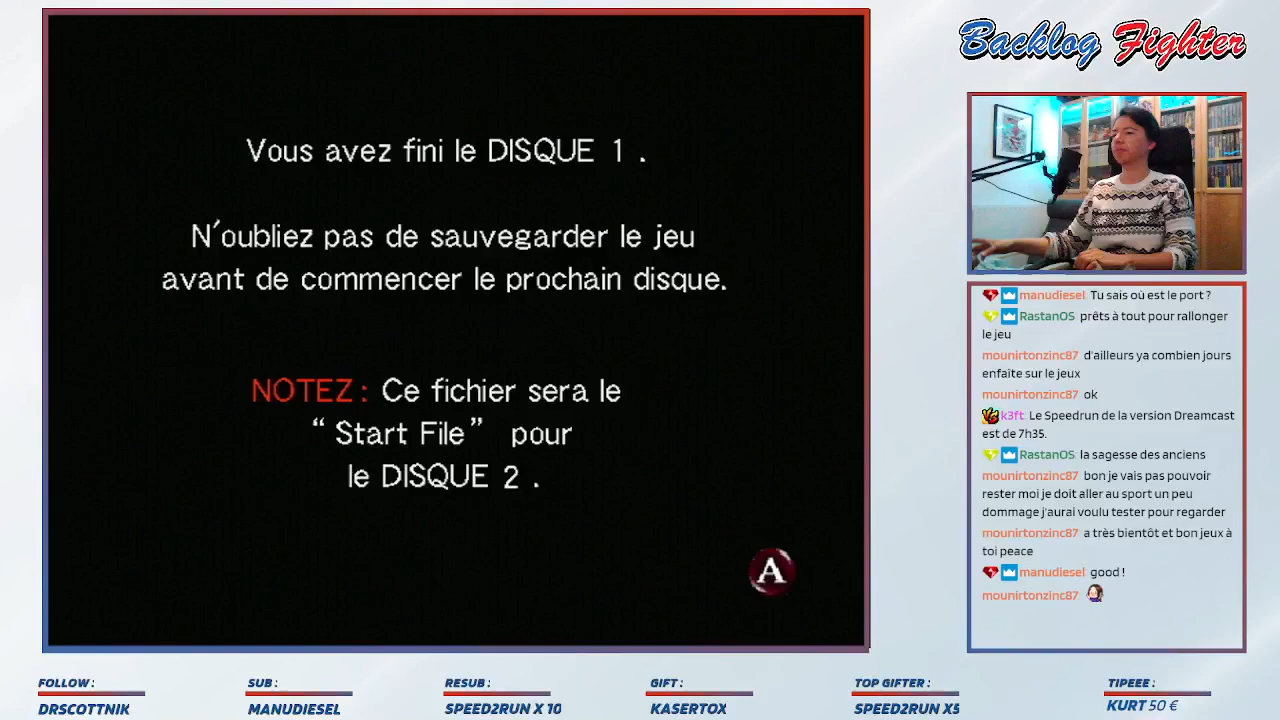 Backlog Fighter
Vous avez fini le DISQUE 1 .
N'oubliez pas de sauvegarder le jeu
avant de commencer le prochain disque.
NOTEZ : Ce fichier sera le
“ Start File ” pour
le DISQUE 2 .
A
manudiesel Tu sais où est le port ?
RastanOS prêts à tout pour rallonger
le jeu
mounirtonzinc87 d'ailleurs ya combien jours
enfaite sur le jeux
mounirtonzinc87 ok
k3ft Le Speedrun de la version Dreamcast
est de 7h35.
RastanOS la sagesse des anciens
mounirtonzinc87 bon je vais pas pouvoir
rester moi je doit aller au sport un peu
dommage j'aurai voulu tester pour regarder
mounirtonzinc87 a très bientôt et bon jeux à
toi peace
manudiesel good !
mounirtonzinc87
FOLLOW : SUB : RESUB : GIFT : TOP GIFTER : TIPEEE :
DRSCOTTNIK MANUDIESEL SPEED2RUN X 10 KASERTOX SPEED2RUN X5 KURT 50 €